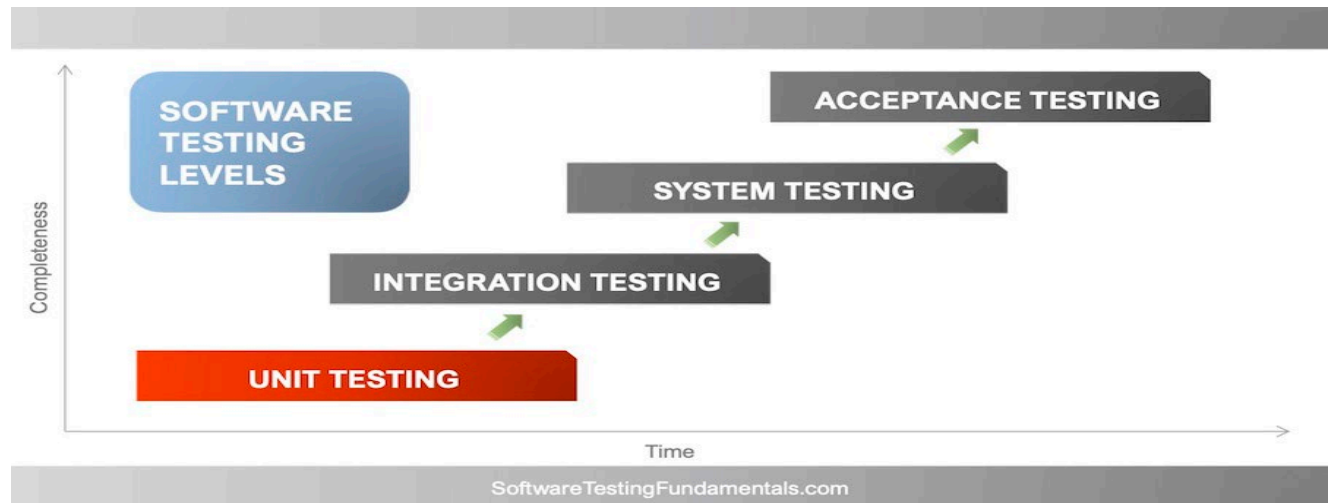 SOFTWARE
TESTING
LEVELS
ACCEPTANCE TESTING
SYSTEM TESTING
INTEGRATION TESTING
UNIT TESTING
Completeness
Time
SoftwareTestingFundamentals.com